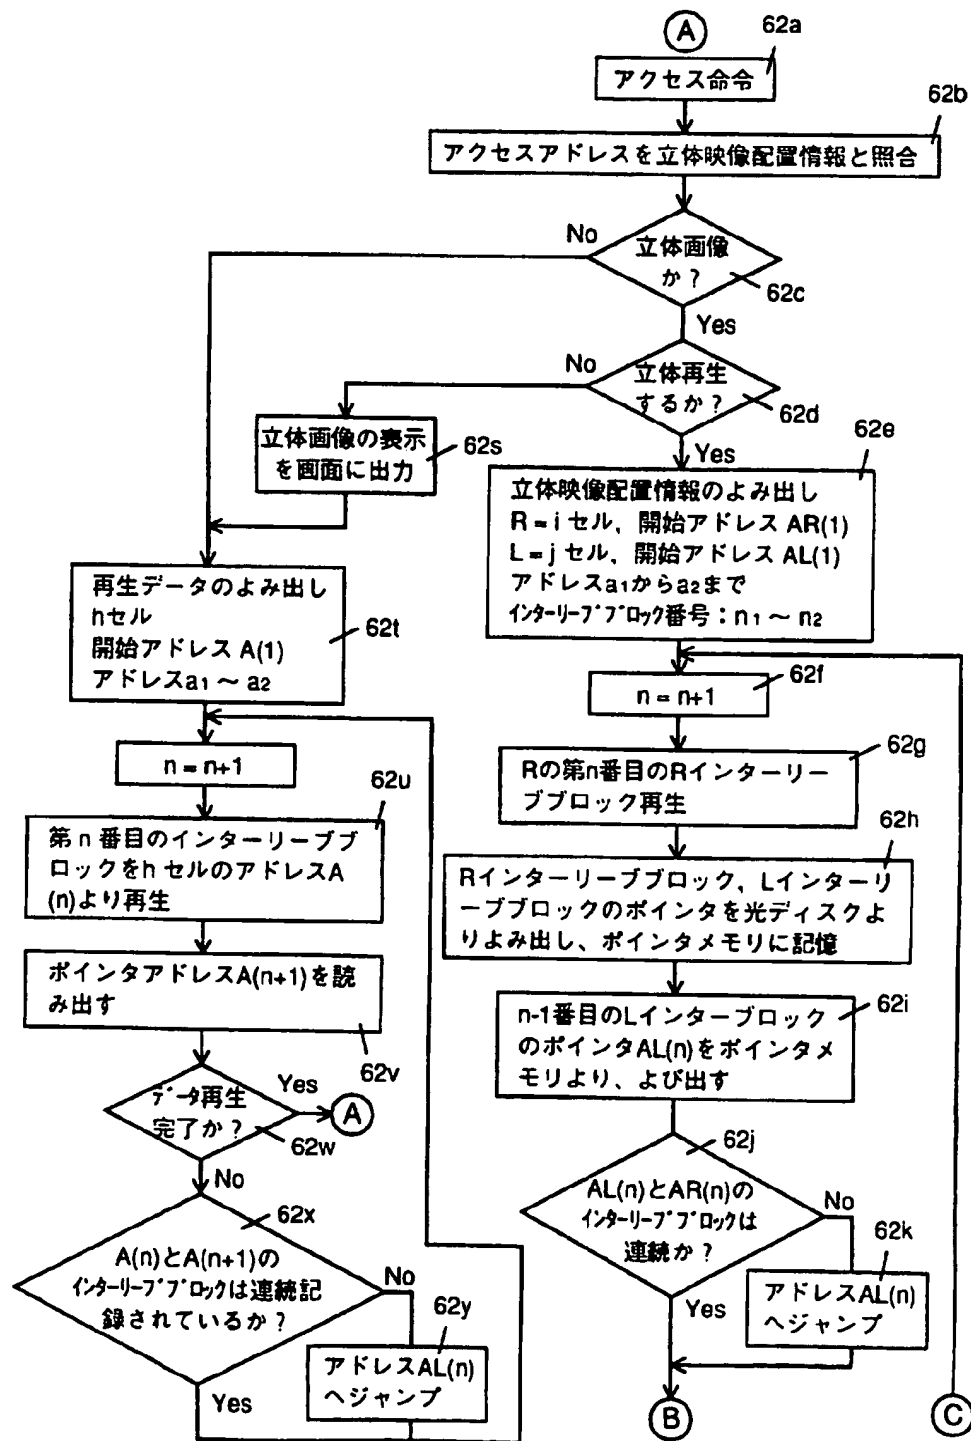 A
62a
アクセス命令
62b
アクセスアドレスを立体映像配置情報と照合
No
立体画像
か？
62c
Yes
No
立体再生
するか？
62d
Yes
立体画像の表示
を画面に出力
62s
62e
立体映像配置情報のよみ出し
R=iセル、開始アドレスAR(1)
L=jセル、開始アドレスAL(1)
アドレスa1からa2まで
インターリーブブロック番号：n1～n2
再生データのよみ出し
hセル
開始アドレスA(1)
アドレスa1～a2
62t
62f
n=n+1
n=n+1
62g
Rの第n番目のRインターリー
ブブロック再生
62u
第n番目のインターリーブブ
ロックをhセルのアドレスA
(n)より再生
62h
Rインターリーブブロック、Lインターリ
ーブブロックのポインタを光ディスクよ
りよみ出し、ポインタメモリに記憶
ポインタアドレスA(n+1)を読
み出す
62v
62i
n-1番目のLインターブロック
のポインタAL(n)をポインタメ
モリより、よび出す
データ再生
完了か？
Yes
A
62w
No
62j
AL(n)とAR(n)の
インターリーブブロックは
連続か？
No
62k
アドレスAL(n)
へジャンプ
Yes
62x
A(n)とA(n+1)の
インターリーブブロックは連続記
録されているか？
No
62y
アドレスAL(n)
へジャンプ
Yes
B
C